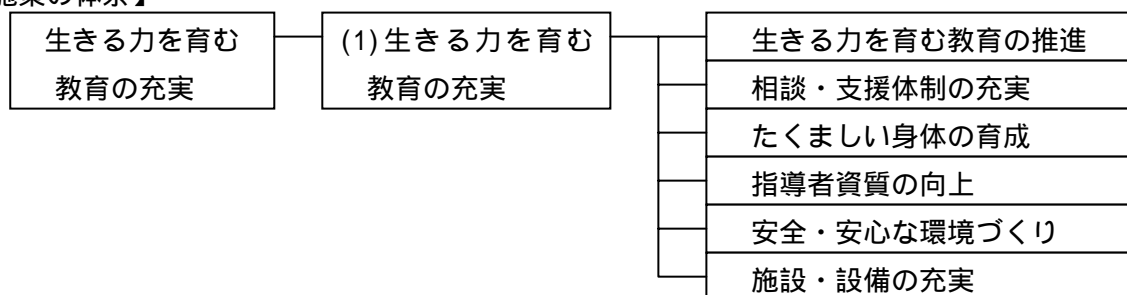 施策の体系】
生きる力を育む
教育の充実
(1)生きる力を育む
教育の充実
生きる力を育む教育の推進
相談・支援体制の充実
たくましい身体の育成
指導者資質の向上
安全・安心な環境づくり
施設・設備の充実